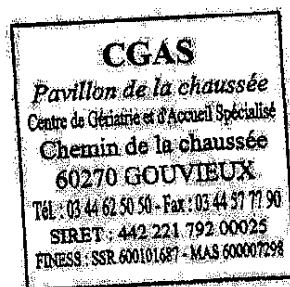 CGAS
Pavillon de la chaussée
Centre de Gériatrie et d'Accueil Spécialisé
Chemin de la chaussée
60270 GOUVIEUX
Tél. : 03 44 62 50 50 - Fax : 03 44 57 77 90
SIRET : 442 221 792 00025
FINESS : SSR 600101687 - MAS 600007298